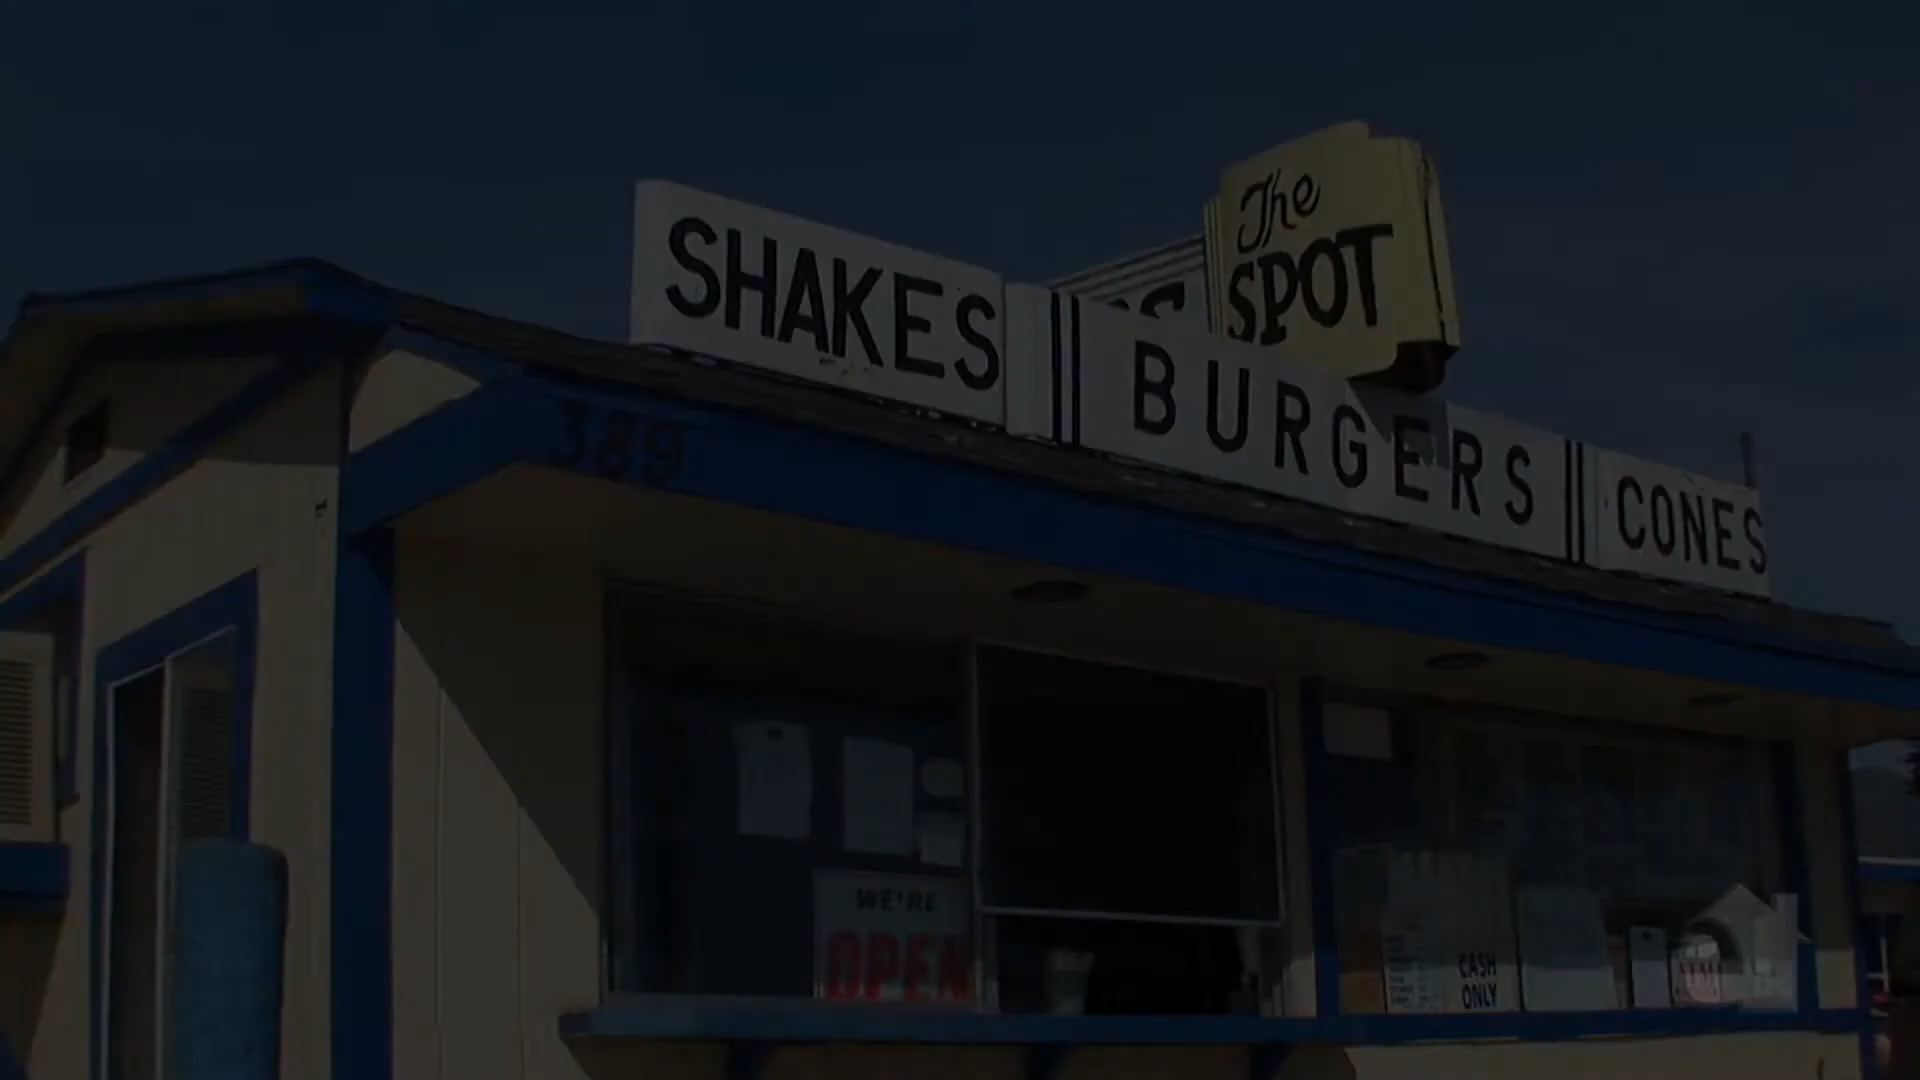 The
SPOT
SHAKES
BURGERS
CONES
389
WE'RE
OPEN
CASH
ONLY